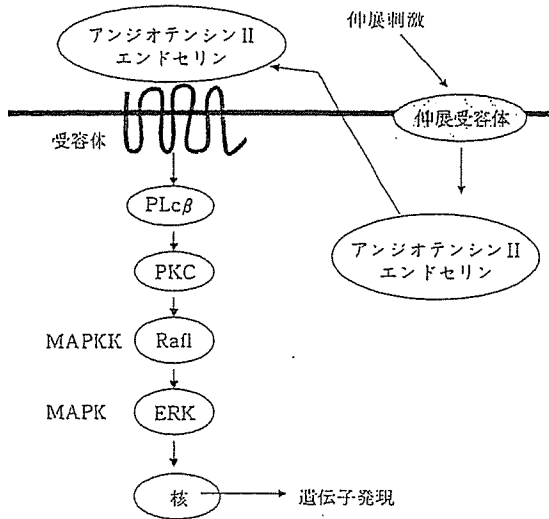 アンジオテンシンII
エンドセリン
伸展刺激
伸展受容体
受容体
アンジオテンシンII
エンドセリン
PLcβ
PKC
MAPKK
Rafl
MAPK
ERK
核
遺伝子発現